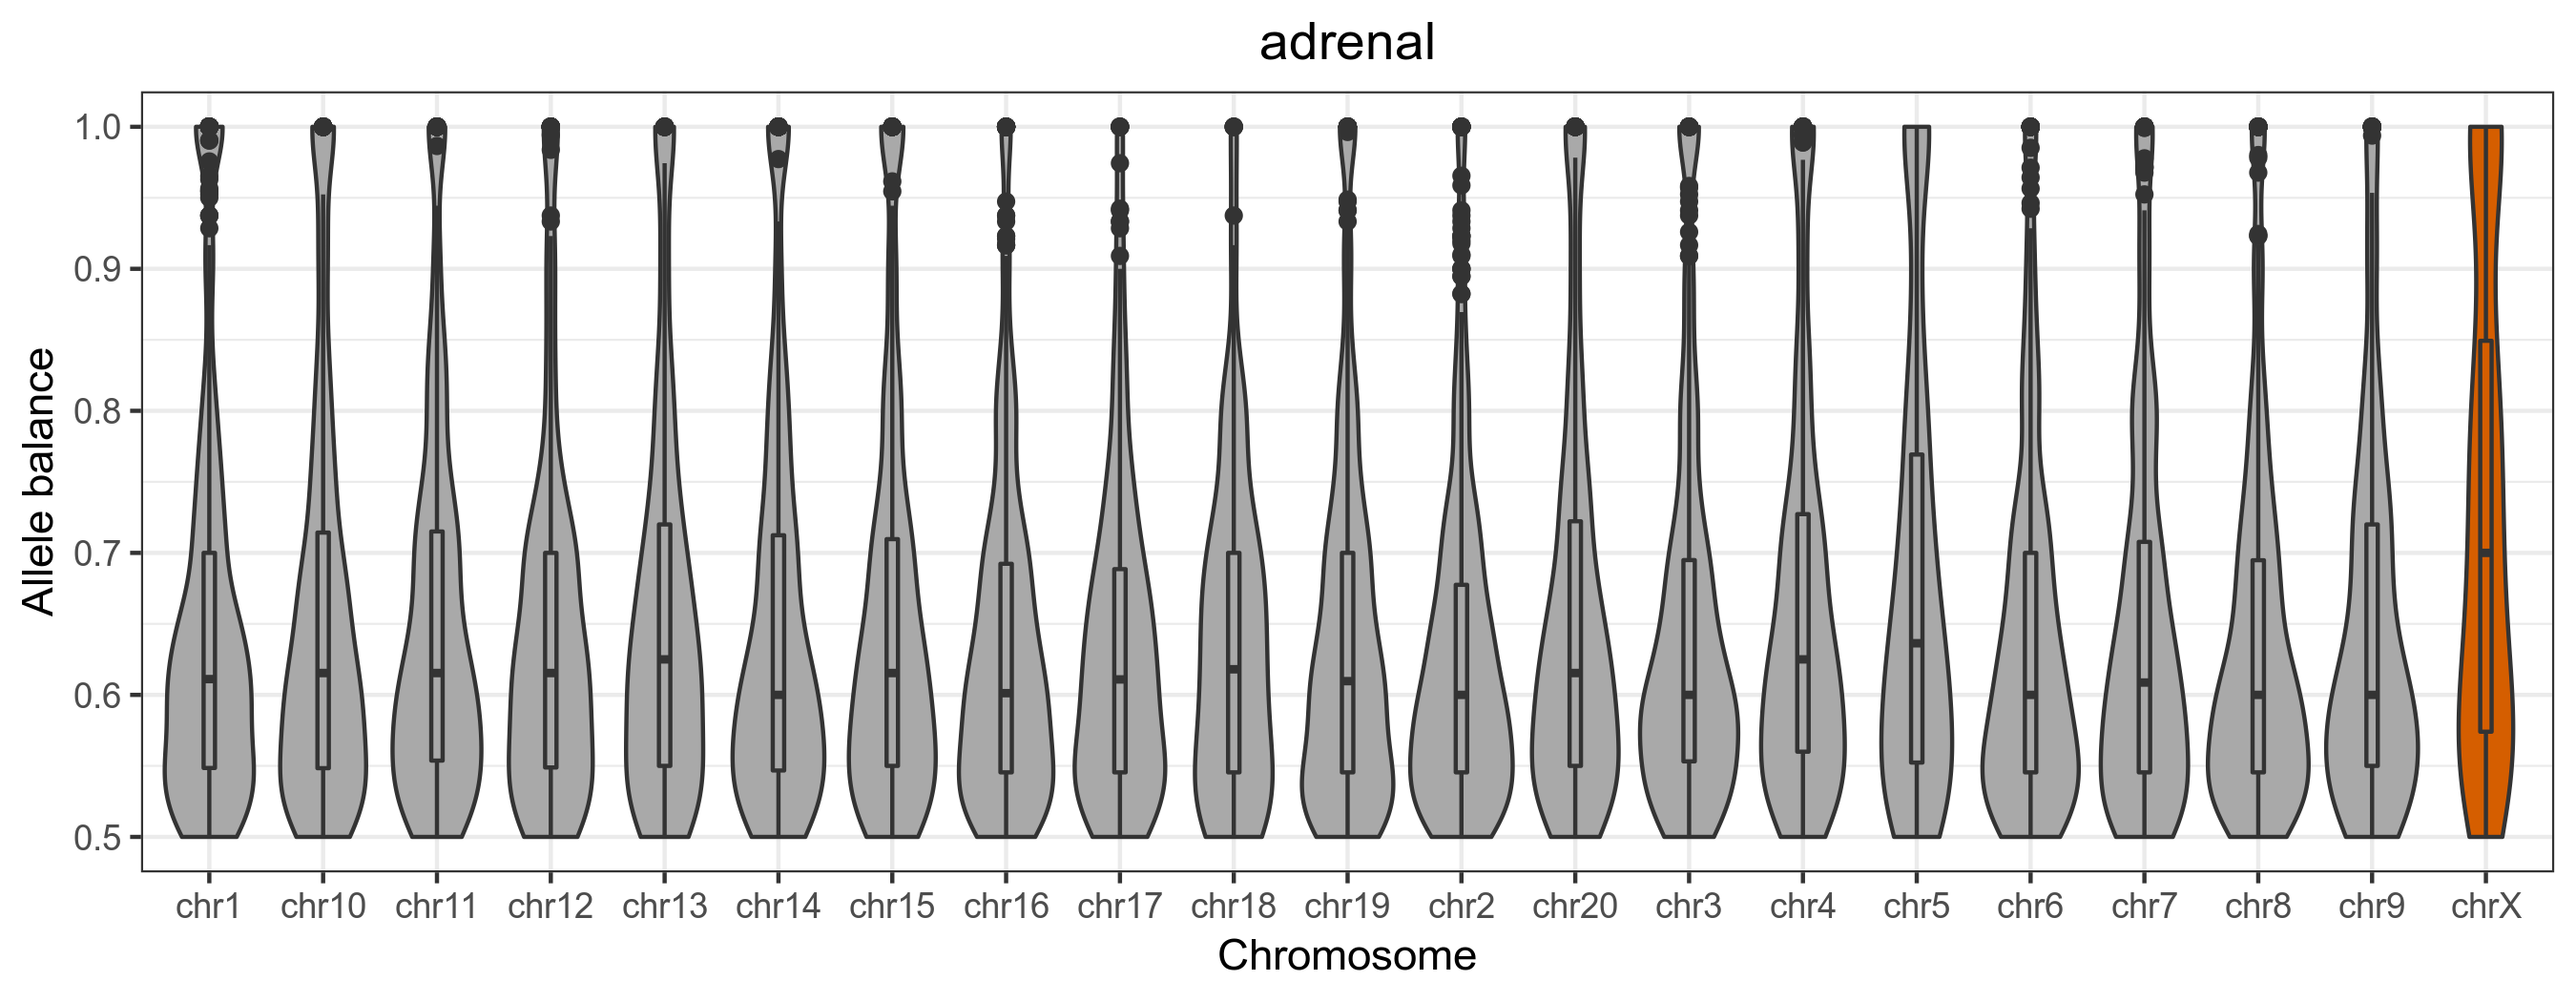 adrenal
Allele balance
1.0
0.9
0.8
0.7
0.6
0.5
chr1 chr10 chr11 chr12 chr13 chr14 chr15 chr16 chr17 chr18 chr19 chr2 chr20 chr3 chr4 chr5 chr6 chr7 chr8 chr9 chrX
Chromosome